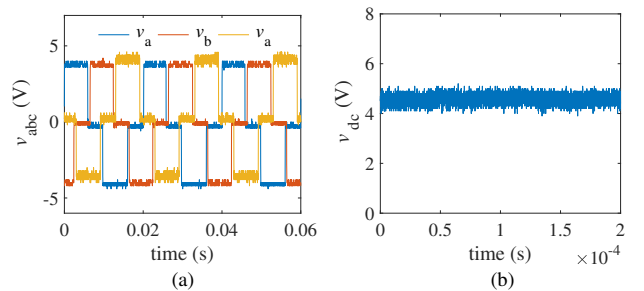 v_a v_b v_a
5
0
-5
v_abc (V)
0 0.02 0.04 0.06
time (s)
(a)
8
6
4
2
0
v_dc (V)
0 0.5 1 1.5 2
time (s) ×10^-4
(b)